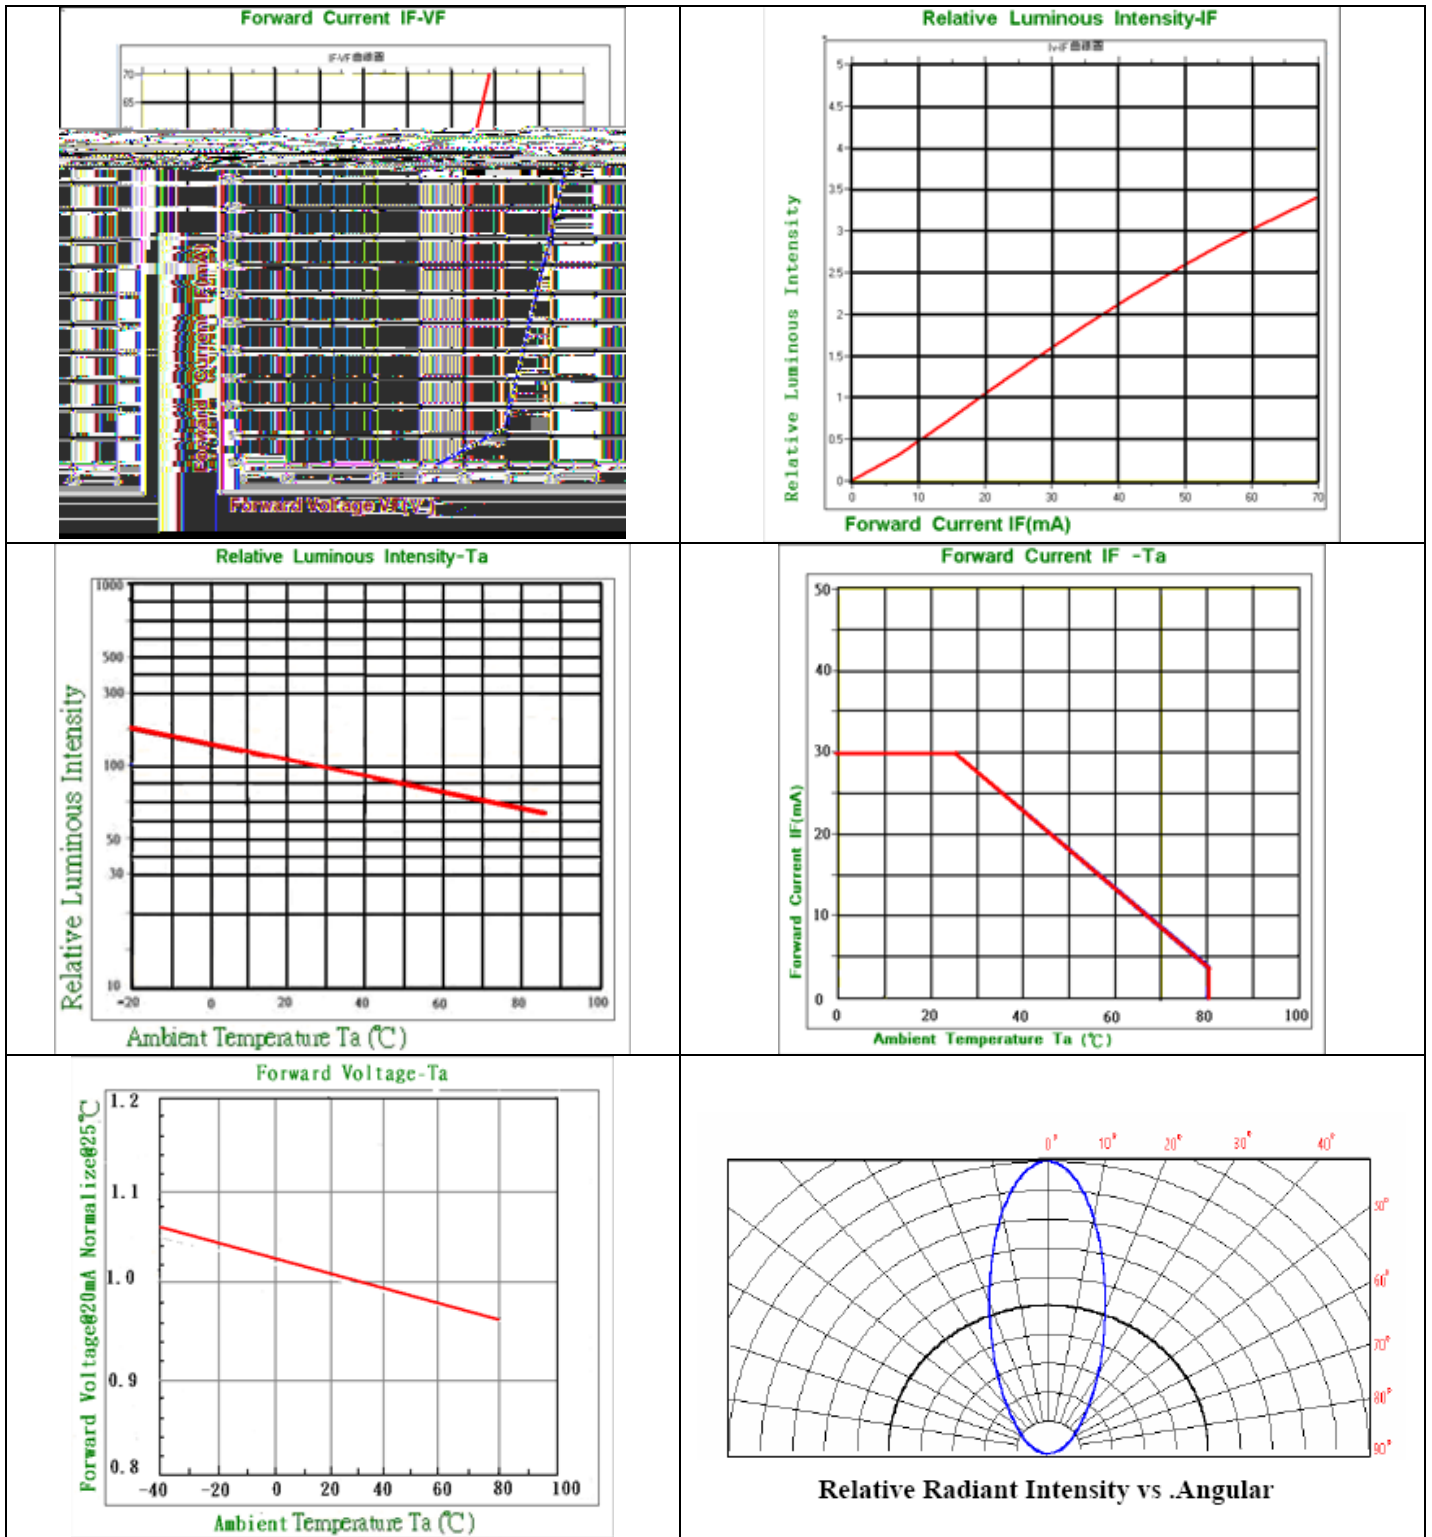 Forward Current IF-VF
IF-VF 曲線圖
70
65
Forward Current IF(mA)
Forward Voltage VF(V)
Relative Luminous Intensity-IF
Iv-IF 曲線圖
5
4.5
4
3.5
3
2.5
2
1.5
1
0.5
0
0 10 20 30 40 50 60 70
Relative Luminous Intensity
Forward Current IF(mA)
Relative Luminous Intensity-Ta
1000
500
300
100
50
30
10
-20 0 20 40 60 80 100
Relative Luminous Intensity
Ambient Temperature Ta (℃)
Forward Current IF -Ta
50
40
30
20
10
0
0 20 40 60 80 100
Forward Current IF(mA)
Ambient Temperature Ta (℃)
Forward Voltage-Ta
1.2
1.1
1.0
0.9
0.8
-40 -20 0 20 40 60 80 100
Forward Voltage@20mA Normalize@25℃
Ambient Temperature Ta (℃)
0° 10° 20° 30° 40°
50°
60°
70°
80°
90°
Relative Radiant Intensity vs .Angular